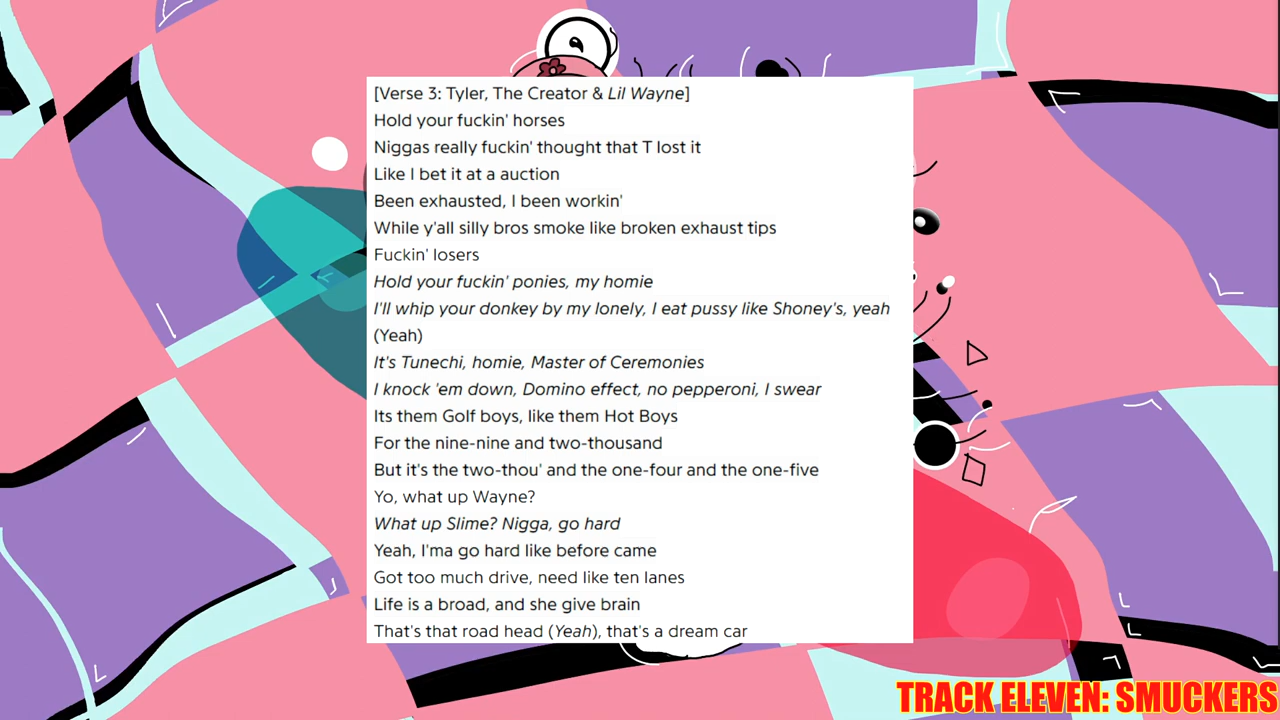 [Verse 3: Tyler, The Creator & Lil Wayne]
Hold your fuckin' horses
Niggas really fuckin' thought that T lost it
Like I bet it at a auction
Been exhausted, I been workin'
While y'all silly bros smoke like broken exhaust tips
Fuckin' losers
Hold your fuckin' ponies, my homie
I'll whip your donkey by my lonely, I eat pussy like Shoney's, yeah
(Yeah)
It's Tunechi, homie, Master of Ceremonies
I knock 'em down, Domino effect, no pepperoni, I swear
Its them Golf boys, like them Hot Boys
For the nine-nine and two-thousand
But it's the two-thou' and the one-four and the one-five
Yo, what up Wayne?
What up Slime? Nigga, go hard
Yeah, I'ma go hard like before came
Got too much drive, need like ten lanes
Life is a broad, and she give brain
That's that road head (Yeah), that's a dream car
TRACK ELEVEN: SMUCKERS